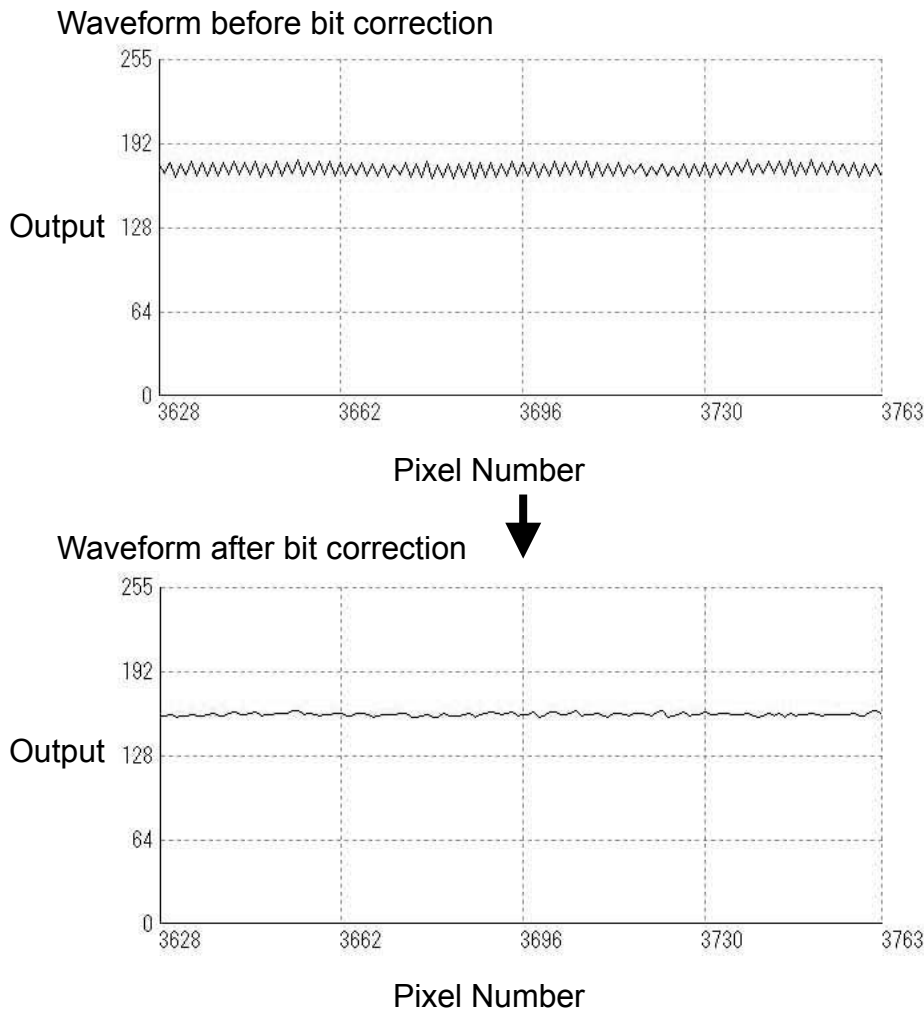 Waveform before bit correction
255
192
Output 128
64
0
3628 3662 3696 3730 3763
Pixel Number
Waveform after bit correction
255
192
Output 128
64
0
3628 3662 3696 3730 3763
Pixel Number